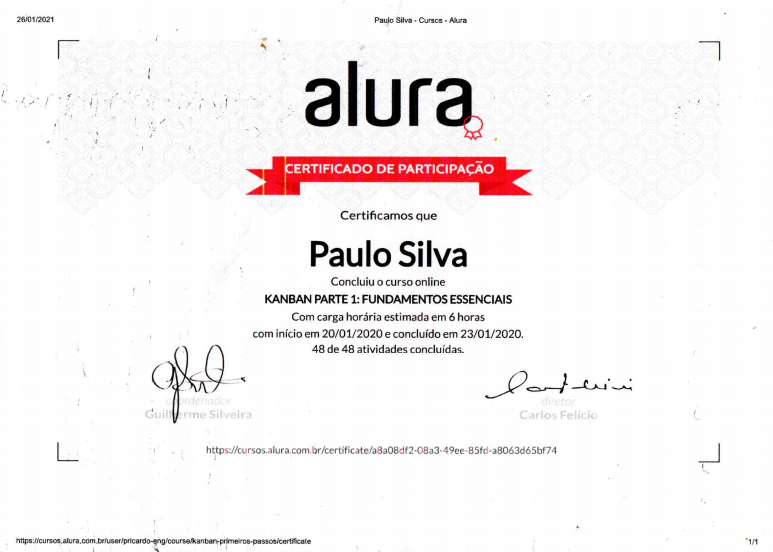 26/01/2021
Paulo Silva - Cursos - Alura
alura
CERTIFICADO DE PARTICIPAÇÃO
Certificamos que
Paulo Silva
Concluiu o curso online
KANBAN PARTE 1: FUNDAMENTOS ESSENCIAIS
Com carga horária estimada em 6 horas
com início em 20/01/2020 e concluído em 23/01/2020.
48 de 48 atividades concluídas.
coordenador
Guilherme Silveira
diretor
Carlos Felício
https://cursos.alura.com.br/certificate/a8a08df2-08a3-49ee-85fd-a8063d65bf74
https://cursos.alura.com.br/user/pricardo-eng/course/kanban-primeiros-passos/certificate
1/1